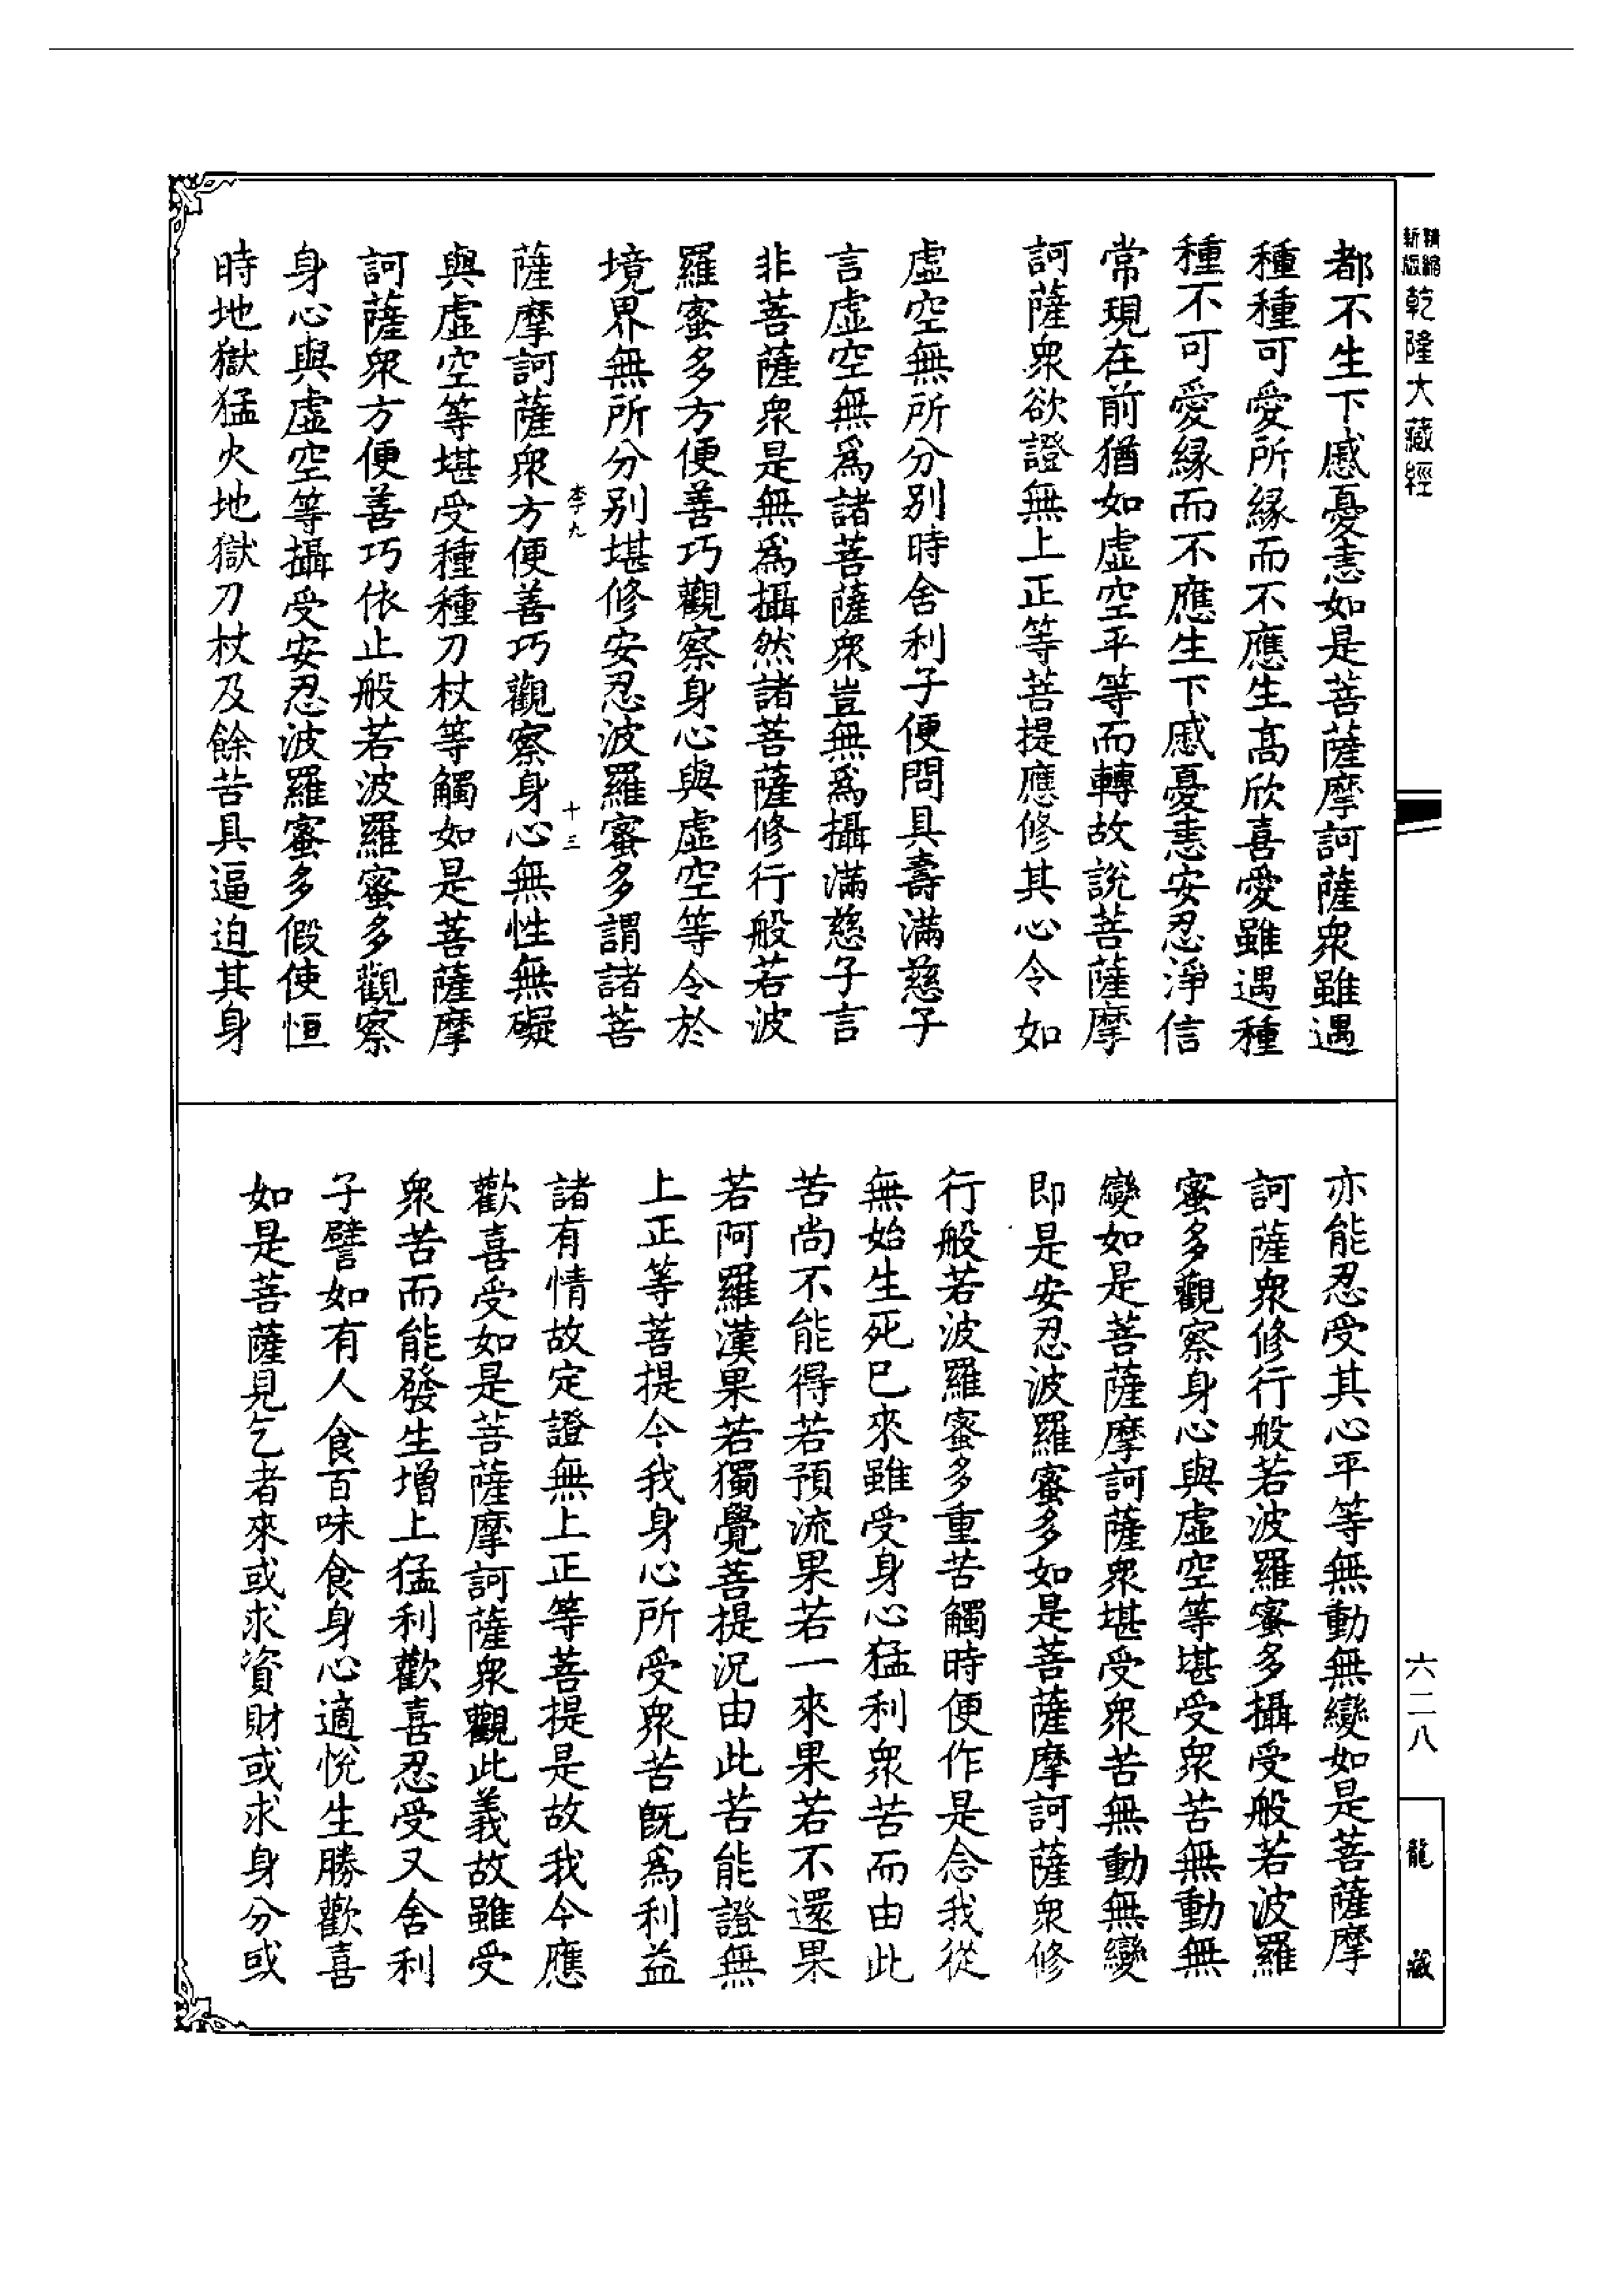 新版精縮乾隆大藏經
都不生下慼憂恚如是菩薩摩訶薩衆雖遇
種種可愛所緣而不應生高欣喜愛雖遇種
種不可愛緣而不應生下慼憂恚安忍淨信
常現在前猶如虛空平等而轉故說菩薩摩
訶薩衆欲證無上正等菩提應修其心令如
虛空無所分別時舍利子便問具壽滿慈子
言虛空無爲諸菩薩衆豈無爲攝滿慈子言
非菩薩衆是無爲攝然諸菩薩修行般若波
羅蜜多方便善巧觀察身心與虛空等令於
境界無所分別堪修安忍波羅蜜多謂諸菩
李九 十三
薩摩訶薩衆方便善巧觀察身心無性無礙
與虛空等堪受種種刀杖等觸如是菩薩摩
訶薩衆方便善巧依止般若波羅蜜多觀察
身心與虛空等攝受安忍波羅蜜多假使恒
時地獄猛火地獄刀杖及餘苦具逼迫其身
亦能忍受其心平等無動無變如是菩薩摩
訶薩衆修行般若波羅蜜多攝受般若波羅
蜜多觀察身心與虛空等堪受衆苦無動無
變如是菩薩摩訶薩衆堪受衆苦無動無變
即是安忍波羅蜜多如是菩薩摩訶薩衆修
行般若波羅蜜多重苦觸時便作是念我從
無始生死已來雖受身心猛利衆苦而由此
苦尚不能得若預流果若一來果若不還果
若阿羅漢果若獨覺菩提況由此苦能證無
上正等菩提今我身心所受衆苦既爲利益
諸有情故定證無上正等菩提是故我今應
歡喜受如是菩薩摩訶薩衆觀此義故雖受
衆苦而能發生增上猛利歡喜忍受又舍利
子譬如有人食百味食身心適悅生勝歡喜
如是菩薩見乞者來或求資財或求身分或
六二八
龍藏